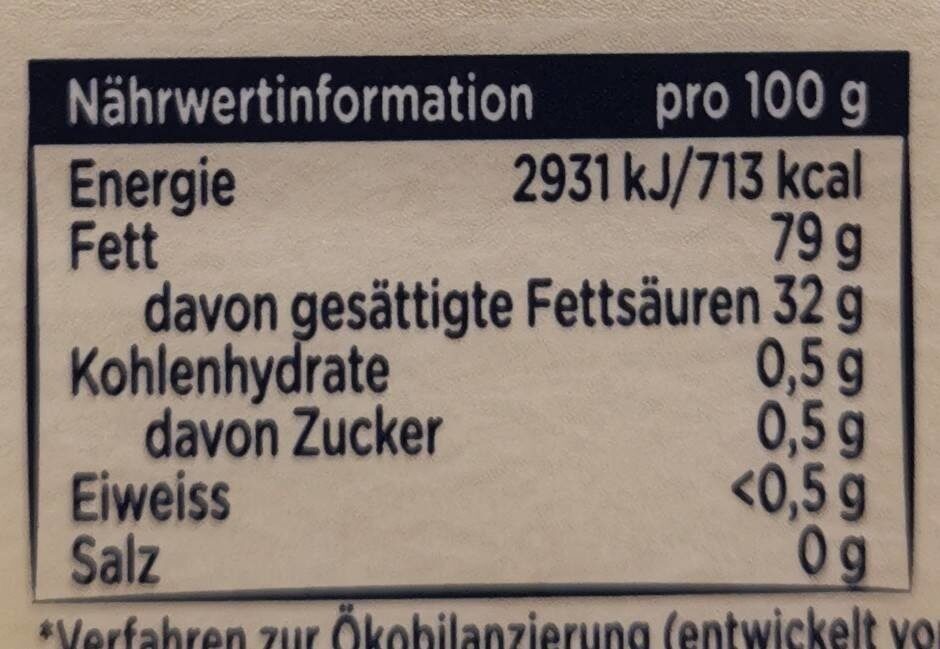 Nährwertinformation pro 100 g
Energie 2931 kJ/713 kcal
Fett 79 g
davon gesättigte Fettsäuren 32 g
Kohlenhydrate 0,5 g
davon Zucker 0,5 g
Eiweiss <0,5 g
Salz 0 g
*Verfahren zur Ökobilanzierung (entwickelt